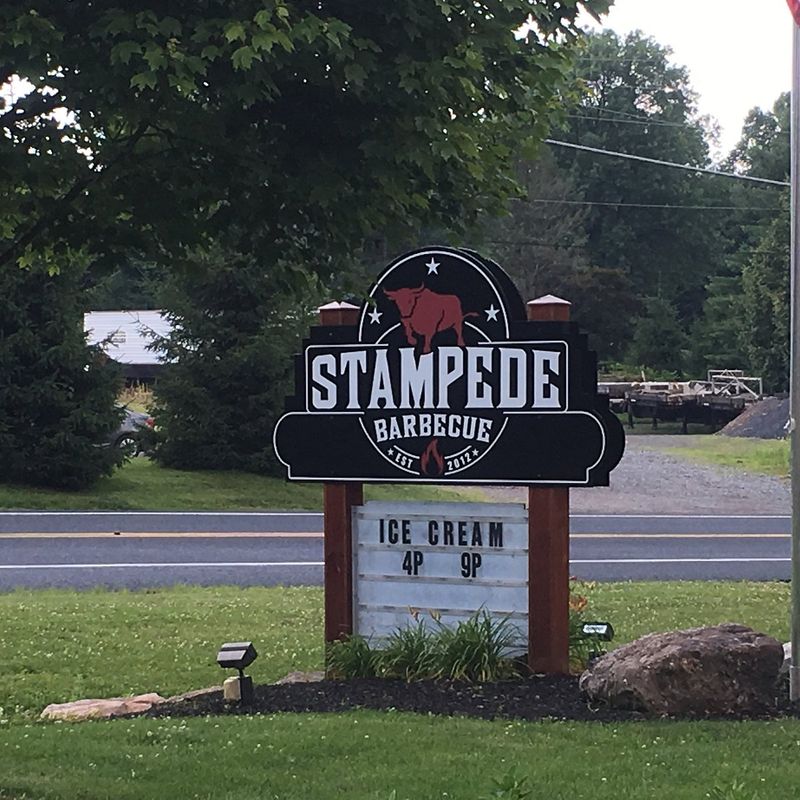 STAMPEDE
BARBECUE
EST 2012
ICE CREAM
4P 9P